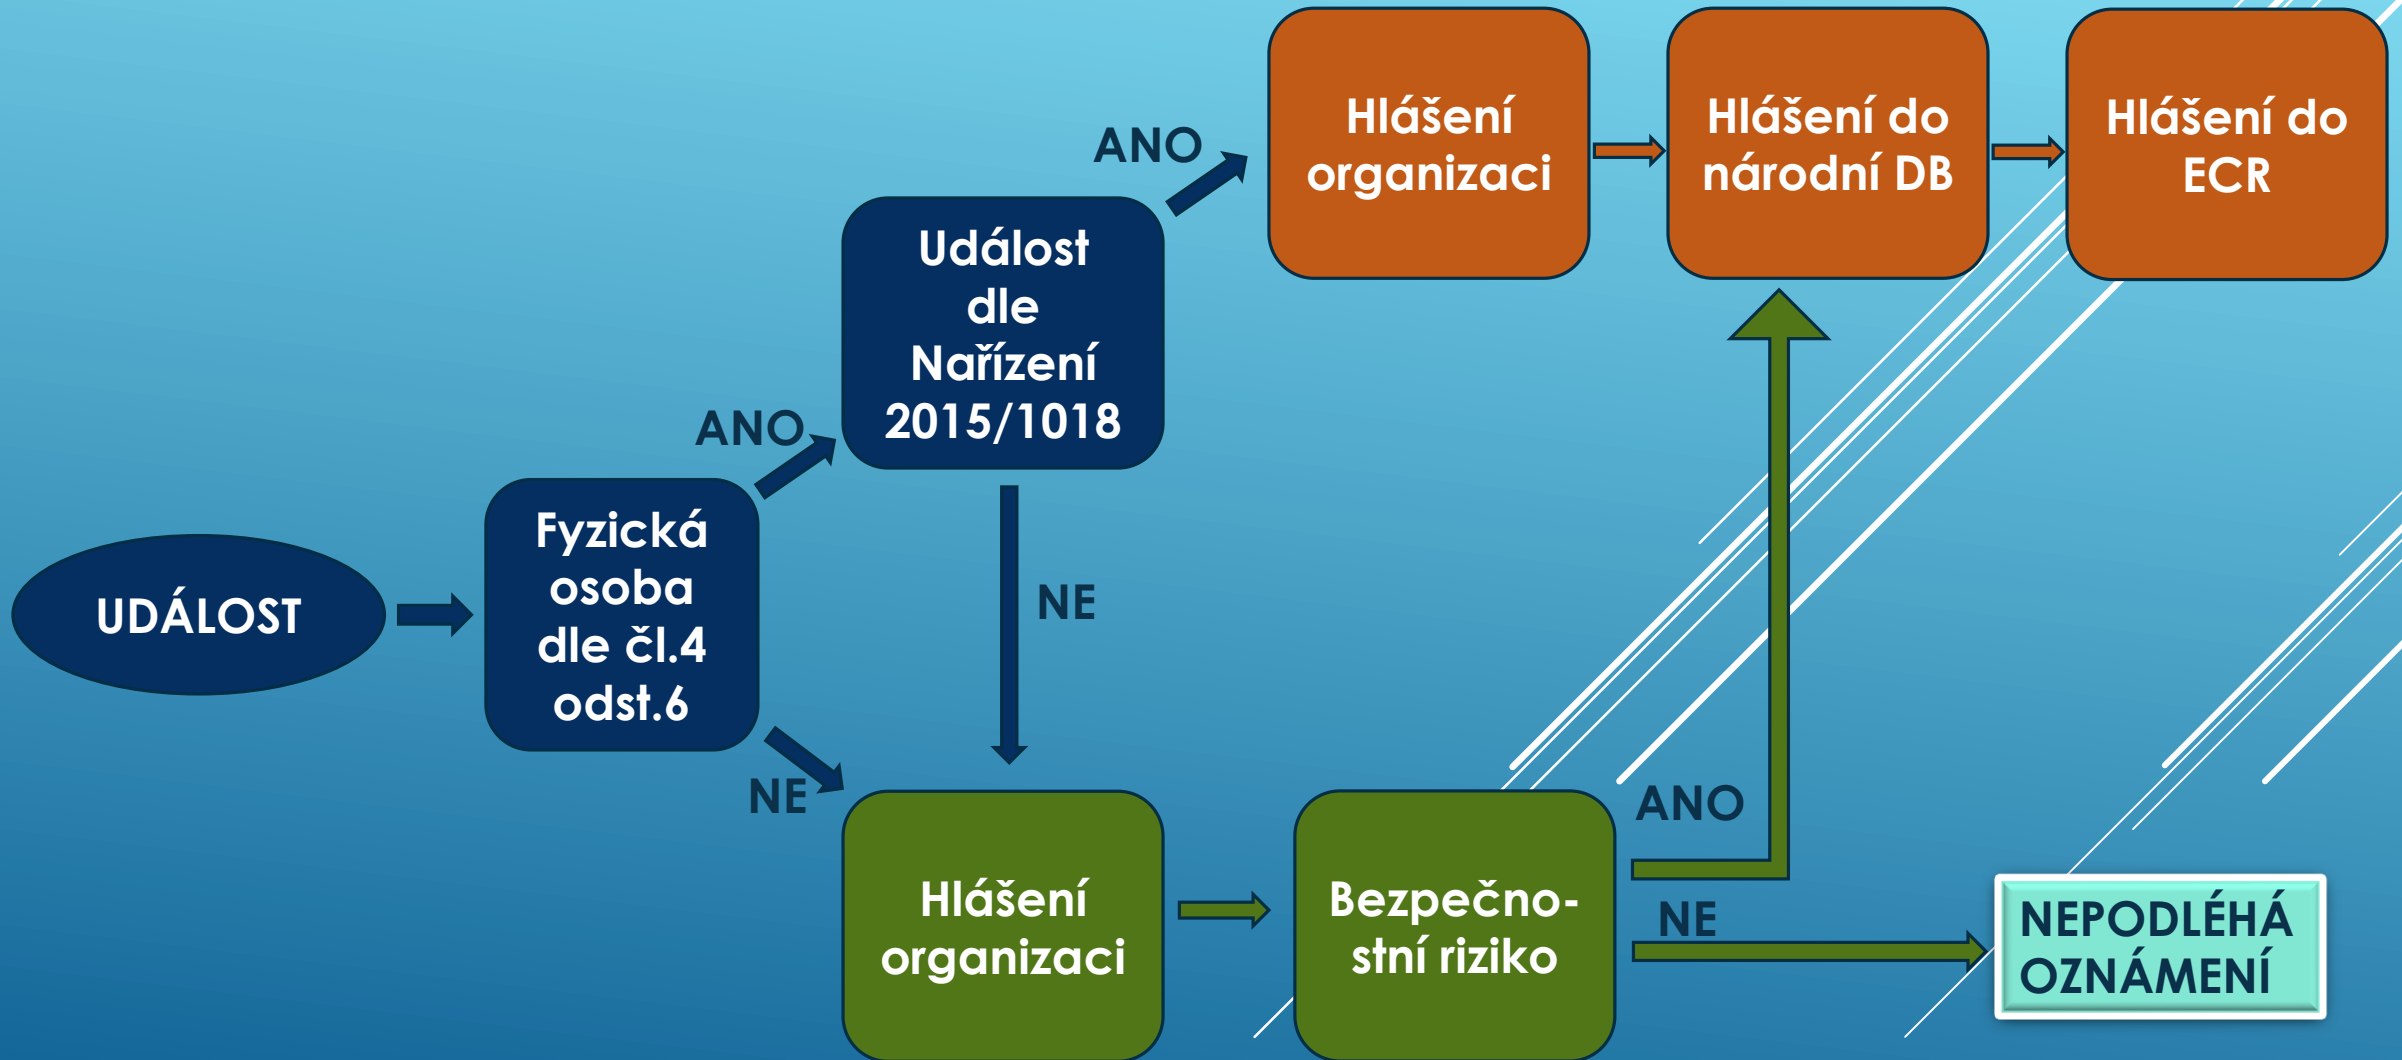 UDÁLOST
Fyzická
osoba
dle čl.4
odst.6
ANO
NE
Událost
dle
Nařízení
2015/1018
ANO
NE
Hlášení
organizaci
Hlášení do
národní DB
Hlášení do
ECR
Hlášení
organizaci
Bezpečno-
stní riziko
ANO
NE
NEPODLÉHÁ
OZNÁMENÍ